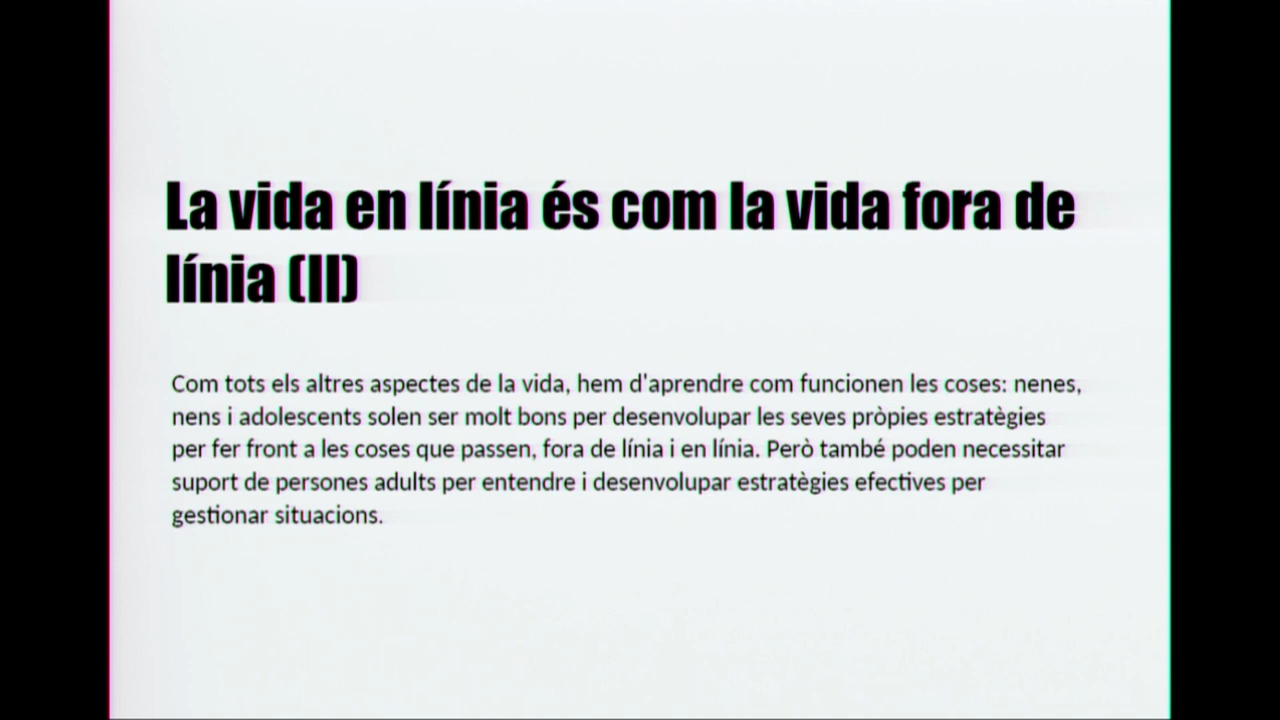 La vida en línia és com la vida fora de
línia (II)
Com tots els altres aspectes de la vida, hem d'aprendre com funcionen les coses: nenes,
nens i adolescents solen ser molt bons per desenvolupar les seves pròpies estratègies
per fer front a les coses que passen, fora de línia i en línia. Però també poden necessitar
suport de persones adults per entendre i desenvolupar estratègies efectives per
gestionar situacions.